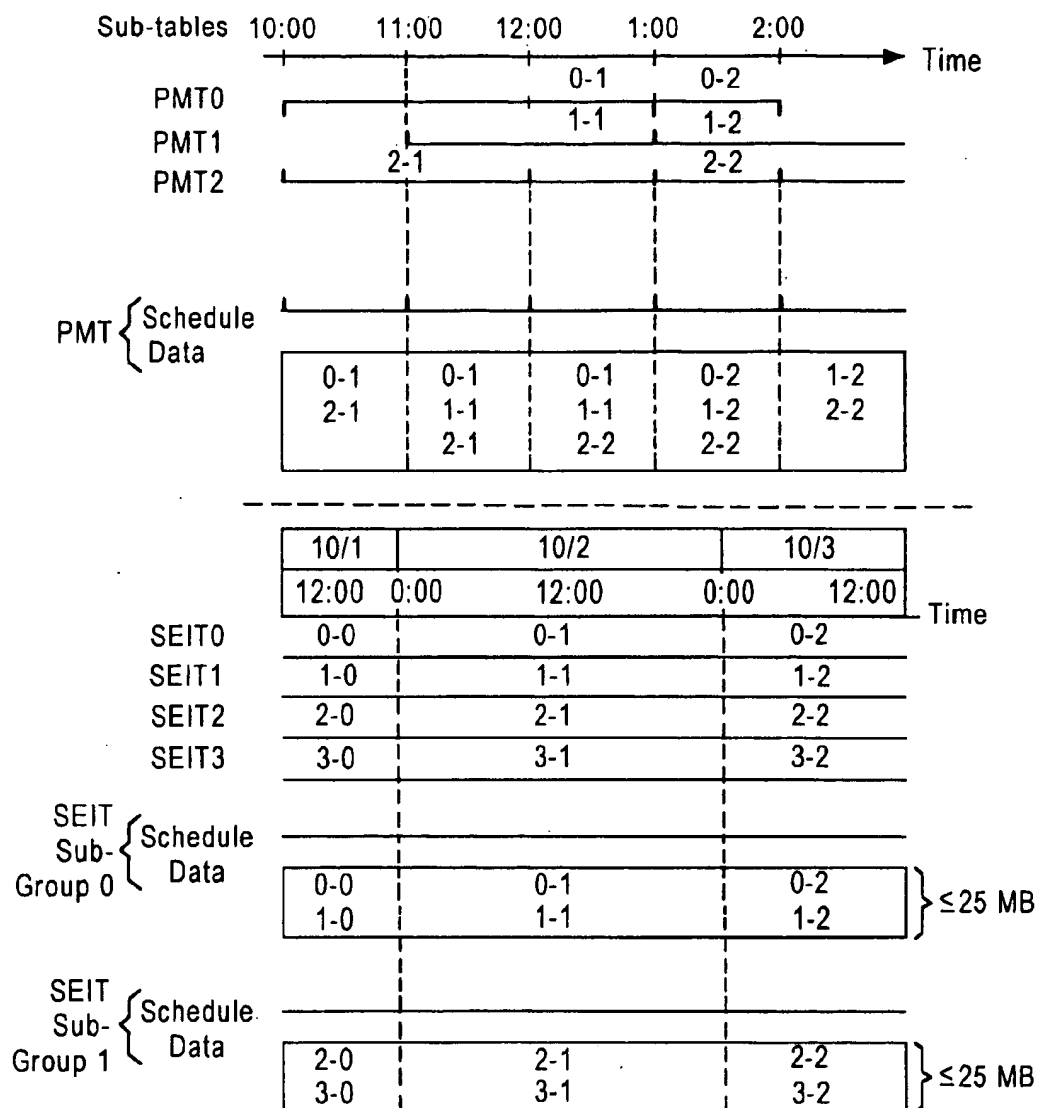 Sub-tables 10:00 11:00 12:00 1:00 2:00
Time
0-1 0-2
PMT0
1-1 1-2
PMT1
2-1 2-2
PMT2
PMT { Schedule Data
0-1 0-1 0-1 0-2 1-2
2-1 1-1 1-1 1-2 2-2
2-1 2-2 2-2
10/1 10/2 10/3
12:00 0:00 12:00 0:00 12:00
Time
SEIT0 0-0 0-1 0-2
SEIT1 1-0 1-1 1-2
SEIT2 2-0 2-1 2-2
SEIT3 3-0 3-1 3-2
SEIT Sub-Group 0 { Schedule Data
0-0 0-1 0-2
1-0 1-1 1-2
} ≤25 MB
SEIT Sub-Group 1 { Schedule Data
2-0 2-1 2-2
3-0 3-1 3-2
} ≤25 MB